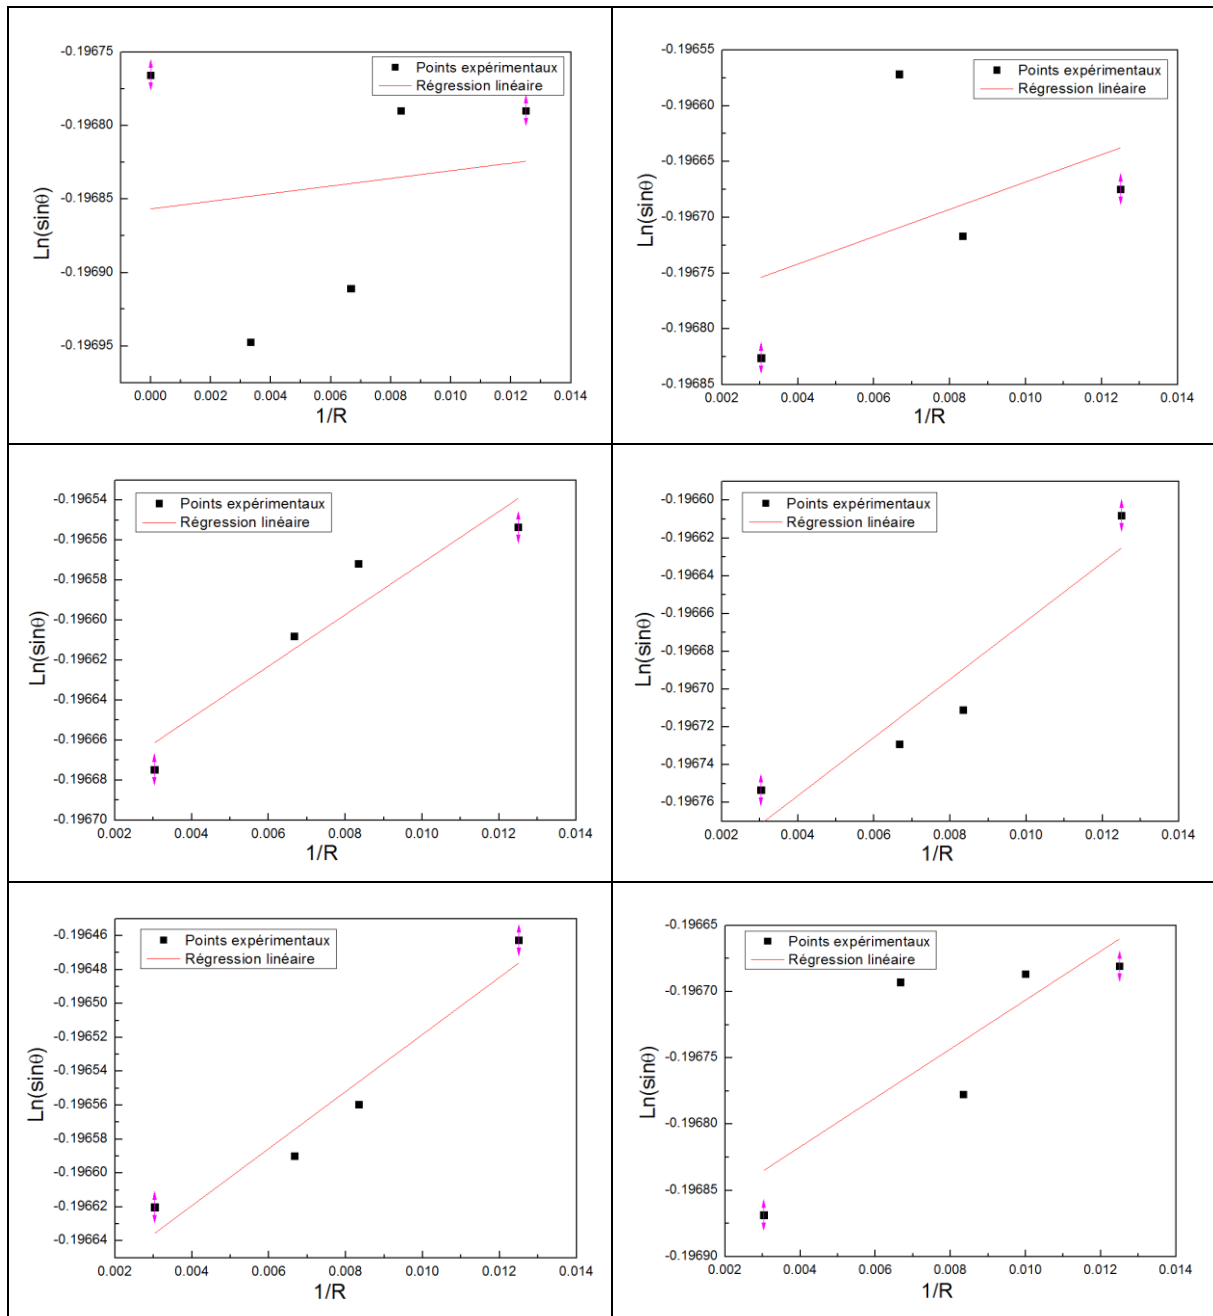 -0.19675
-0.19680
-0.19685
-0.19690
-0.19695
Ln(sinθ)
Points expérimentaux
Régression linéaire
0.000 0.002 0.004 0.006 0.008 0.010 0.012 0.014
1/R
-0.19655
-0.19660
-0.19665
-0.19670
-0.19675
-0.19680
-0.19685
Ln(sinθ)
Points expérimentaux
Régression linéaire
0.002 0.004 0.006 0.008 0.010 0.012 0.014
1/R
-0.19654
-0.19656
-0.19658
-0.19660
-0.19662
-0.19664
-0.19666
-0.19668
-0.19670
Ln(sinθ)
Points expérimentaux
Régression linéaire
0.002 0.004 0.006 0.008 0.010 0.012 0.014
1/R
-0.19660
-0.19662
-0.19664
-0.19666
-0.19668
-0.19670
-0.19672
-0.19674
-0.19676
Ln(sinθ)
Points expérimentaux
Régression linéaire
0.002 0.004 0.006 0.008 0.010 0.012 0.014
1/R
-0.19646
-0.19648
-0.19650
-0.19652
-0.19654
-0.19656
-0.19658
-0.19660
-0.19662
-0.19664
Ln(sinθ)
Points expérimentaux
Régression linéaire
0.002 0.004 0.006 0.008 0.010 0.012 0.014
1/R
-0.19665
-0.19670
-0.19675
-0.19680
-0.19685
-0.19690
Ln(sinθ)
Points expérimentaux
Régression linéaire
0.002 0.004 0.006 0.008 0.010 0.012 0.014
1/R